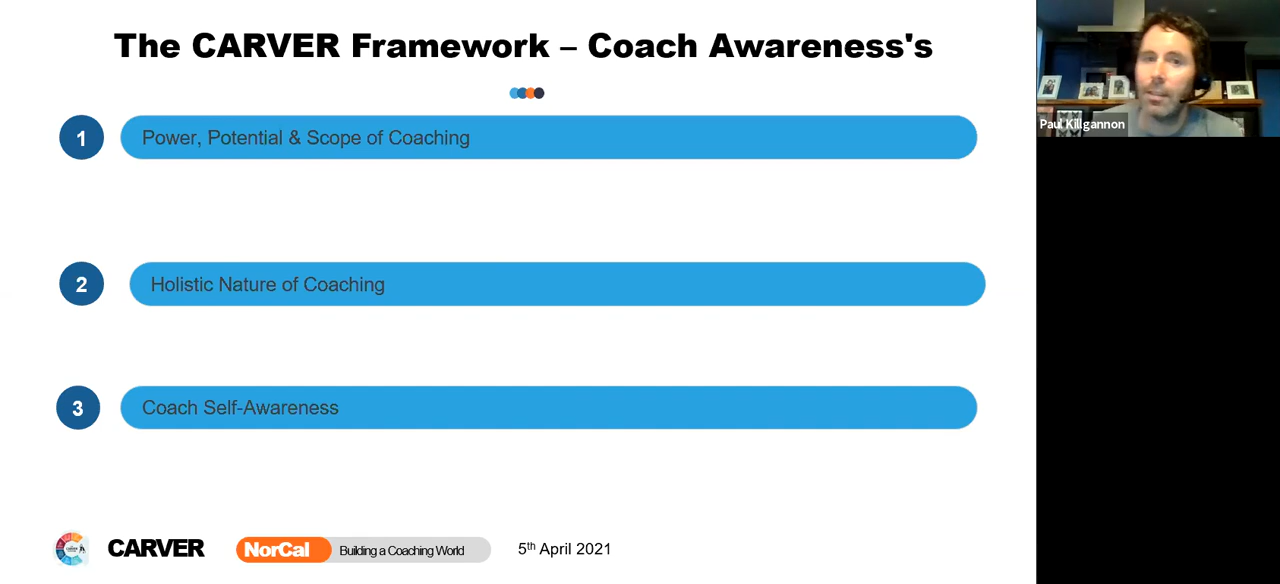 The CARVER Framework – Coach Awareness's
1
Power, Potential & Scope of Coaching
Paul Killgannon
2
Holistic Nature of Coaching
3
Coach Self-Awareness
CARVER
NorCal
Building a Coaching World
5th April 2021